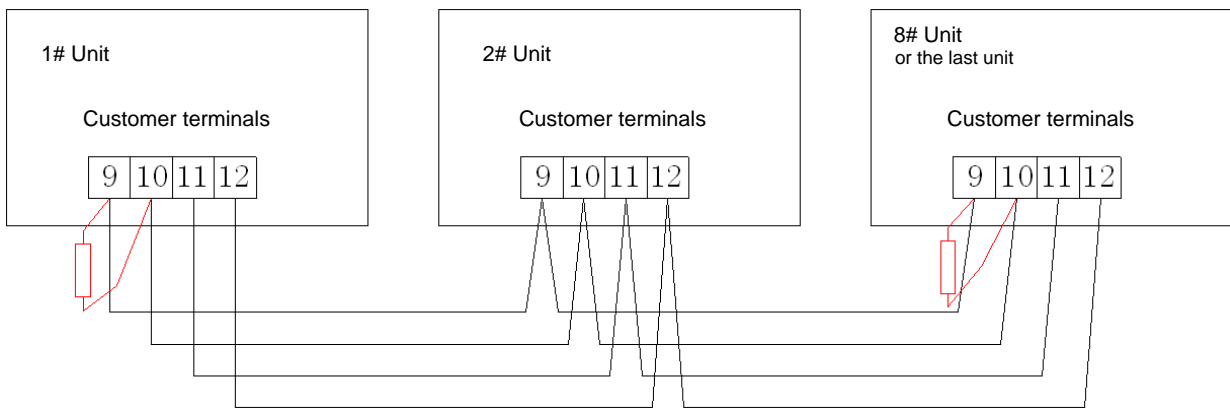 1# Unit
Customer terminals
9 10 11 12
2# Unit
Customer terminals
9 10 11 12
8# Unit
or the last unit
Customer terminals
9 10 11 12